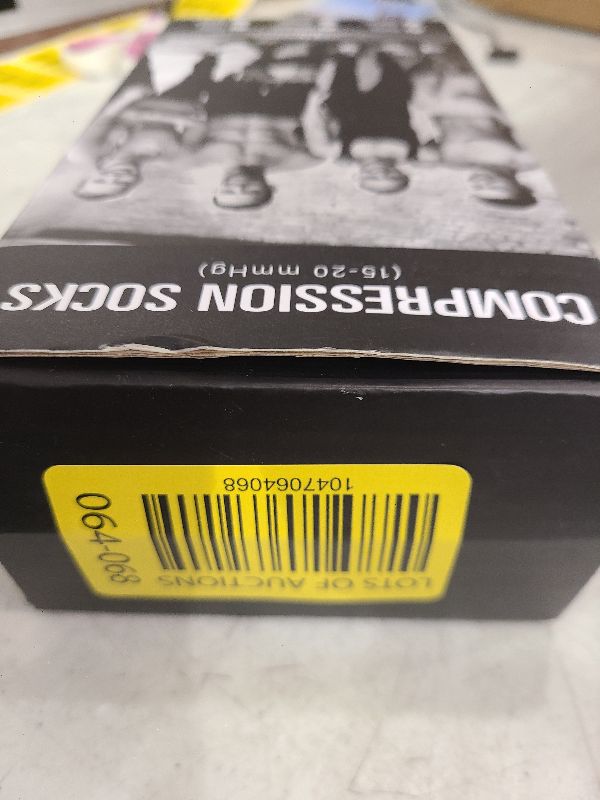 COMPRESSION SOCKS
(15-20 mmHg)
LOTS OF AUCTIONS
1047064068
064-068